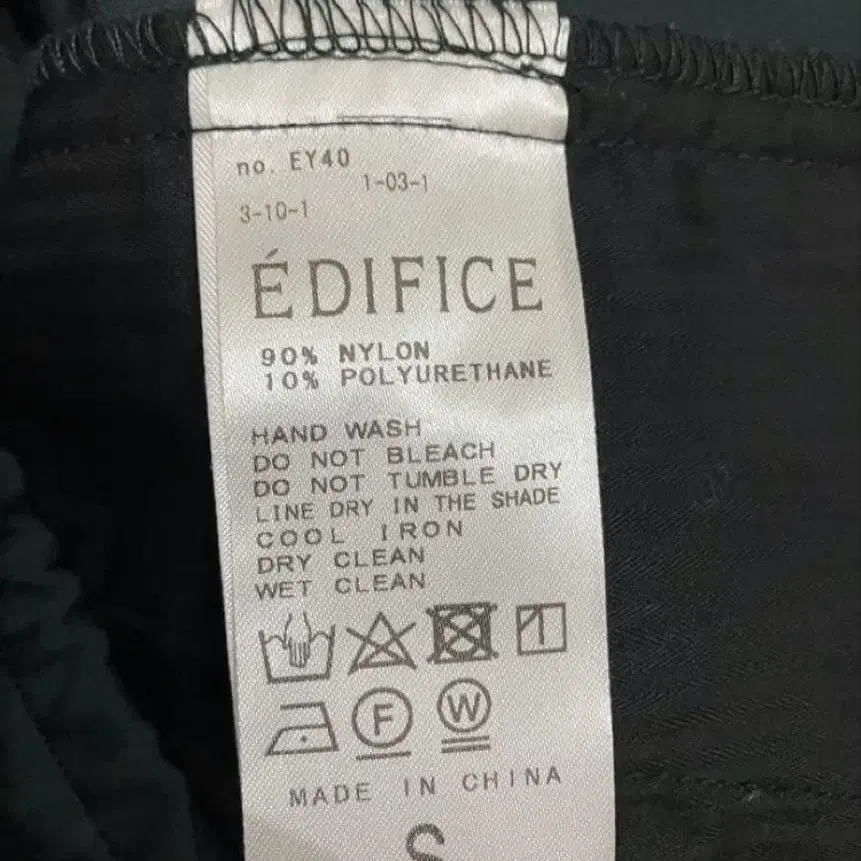 no. EY40
1-03-1
3-10-1
ÉDIFICE
90% NYLON
10% POLYURETHANE
HAND WASH
DO NOT BLEACH
DO NOT TUMBLE DRY
LINE DRY IN THE SHADE
COOL IRON
DRY CLEAN
WET CLEAN
F W
MADE IN CHINA
S